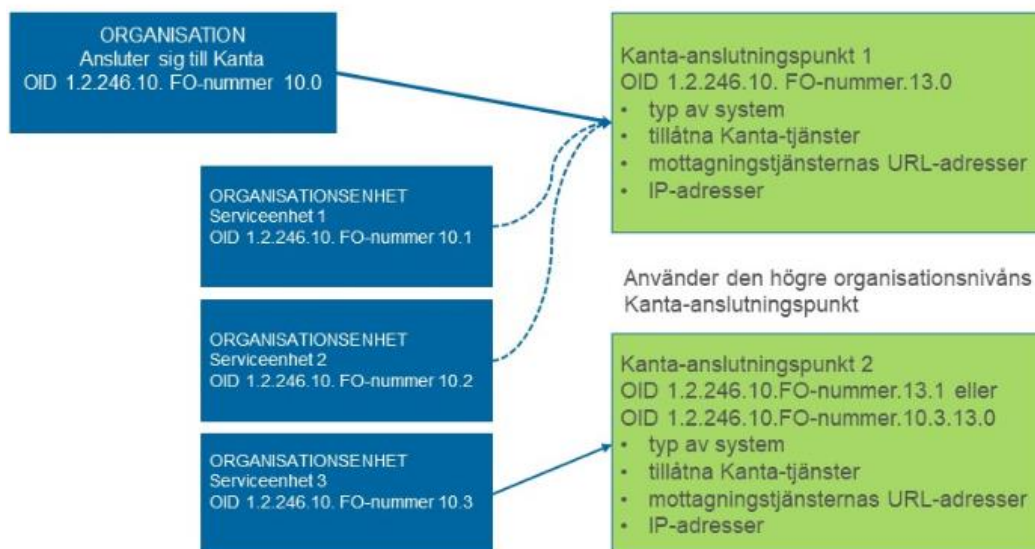 ORGANISATION
Ansluter sig till Kanta
OID 1.2.246.10. FO-nummer 10.0
ORGANISATIONSENHET
Serviceenhet 1
OID 1.2.246.10. FO-nummer 10.1
ORGANISATIONSENHET
Serviceenhet 2
OID 1.2.246.10. FO-nummer 10.2
ORGANISATIONSENHET
Serviceenhet 3
OID 1.2.246.10. FO-nummer 10.3
Kanta-anslutningspunkt 1
OID 1.2.246.10. FO-nummer.13.0
• typ av system
• tillåtna Kanta-tjänster
• mottagningstjänsternas URL-adresser
• IP-adresser
Använder den högre organisationsnivåns
Kanta-anslutningspunkt
Kanta-anslutningspunkt 2
OID 1.2.246.10.FO-nummer.13.1 eller
OID 1.2.246.10.FO-nummer.10.3.13.0
• typ av system
• tillåtna Kanta-tjänster
• mottagningstjänsternas URL-adresser
• IP-adresser